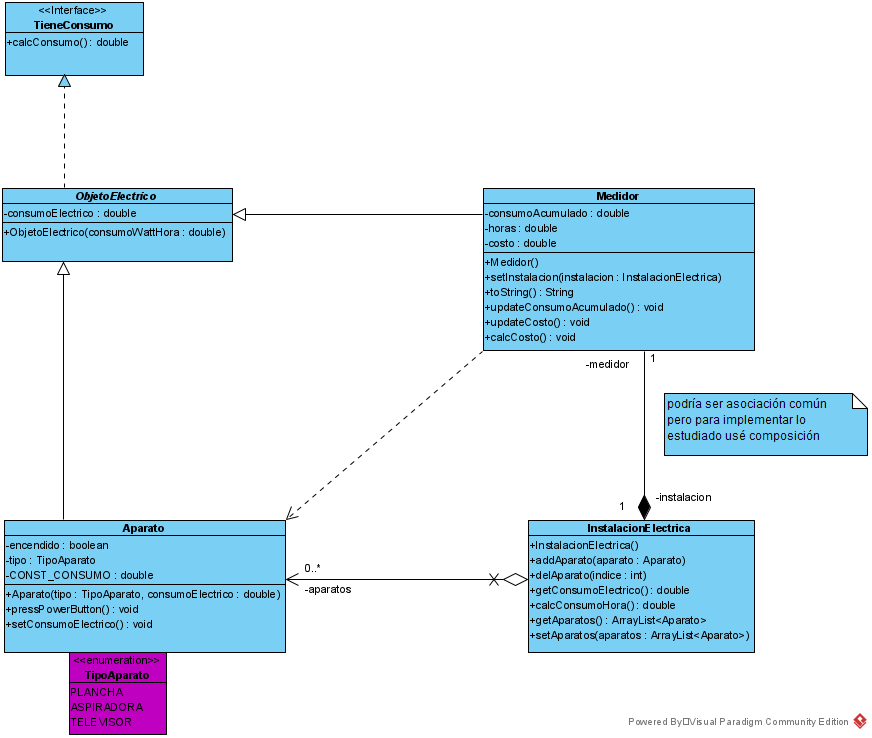 <<Interface>>
TieneConsumo
+calcConsumo() : double
ObjetoElectrico
-consumoElectrico : double
+ObjetoElectrico(consumoWattHora : double)
Medidor
-consumoAcumulado : double
-horas : double
-costo : double
+Medidor()
+setInstalacion(instalacion : InstalacionElectrica)
+toString() : String
+updateConsumoAcumulado() : void
+updateCosto() : void
+calcCosto() : void
-medidor
1
podría ser asociación común
pero para implementar lo
estudiado usé composición
1
-instalacion
Aparato
-encendido : boolean
-tipo : TipoAparato
-CONST_CONSUMO : double
+Aparato(tipo : TipoAparato, consumoElectrico : double)
+pressPowerButton() : void
+setConsumoElectrico() : void
0..*
-aparatos
InstalacionElectrica
+InstalacionElectrica()
+addAparato(aparato : Aparato)
+delAparato(indice : int)
+getConsumoElectrico() : double
+calcConsumoHora() : double
+getAparatos() : ArrayList<Aparato>
+setAparatos(aparatos : ArrayList<Aparato>)
<<enumeration>>
TipoAparato
PLANCHA
ASPIRADORA
TELEVISOR
Powered By Visual Paradigm Community Edition